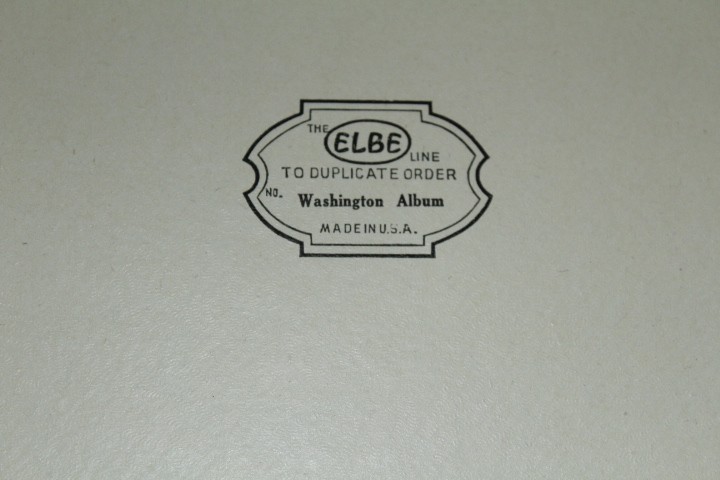 THE ELBE LINE
TO DUPLICATE ORDER
NO. Washington Album
MADE IN U.S.A.